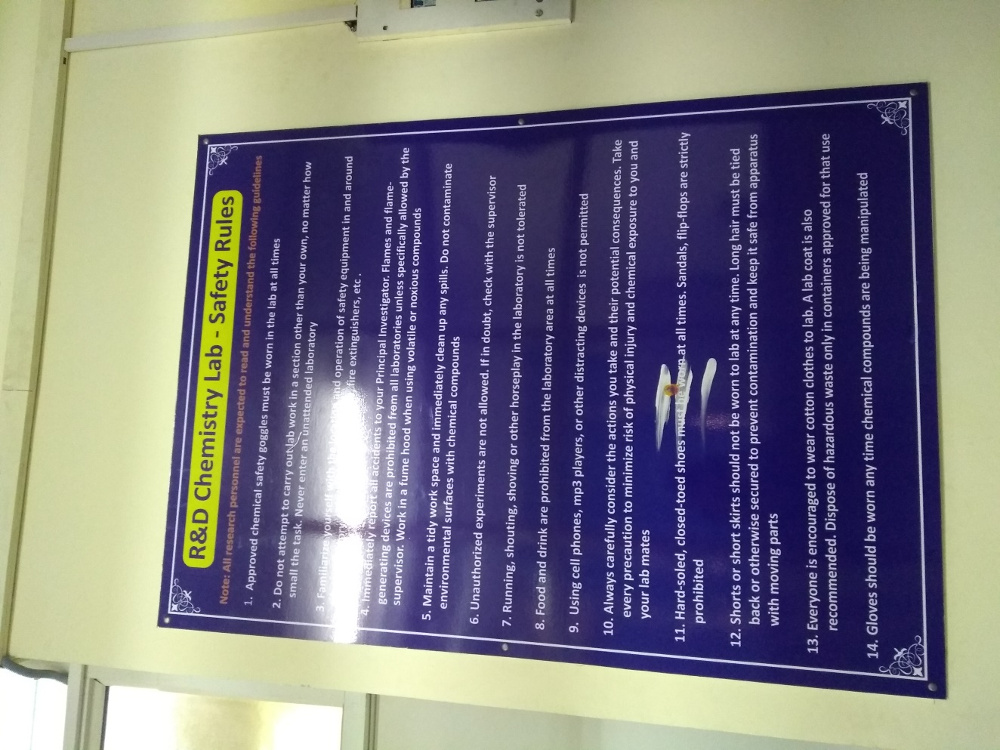 R&D Chemistry Lab - Safety Rules
Note: All research personnel are expected to read and understand the following guidelines
1. Approved chemical safety goggles must be worn in the lab at all times
2. Do not attempt to carry out lab work in a section other than your own, no matter how
small the task. Never enter an unattended laboratory
3. Familiarize yourself with the and operation of safety equipment in and around
fire extinguishers, etc.
4. Immediately report all accidents to your Principal Investigator. Flames and flame-
generating devices are prohibited from all laboratories unless specifically allowed by the
supervisor. Work in a fume hood when using volatile or noxious compounds
5. Maintain a tidy work space and immediately clean up any spills. Do not contaminate
environmental surfaces with chemical compounds
6. Unauthorized experiments are not allowed. If in doubt, check with the supervisor
7. Running, shouting, shoving or other horseplay in the laboratory is not tolerated
8. Food and drink are prohibited from the laboratory area at all times
9. Using cell phones, mp3 players, or other distracting devices is not permitted
10. Always carefully consider the actions you take and their potential consequences. Take
every precaution to minimize risk of physical injury and chemical exposure to you and
your lab mates
11. Hard-soled, closed-toed shoes must be worn at all times. Sandals, flip-flops are strictly
prohibited
12. Shorts or short skirts should not be worn to lab at any time. Long hair must be tied
back or otherwise secured to prevent contamination and keep it safe from apparatus
with moving parts
13. Everyone is encouraged to wear cotton clothes to lab. A lab coat is also
recommended. Dispose of hazardous waste only in containers approved for that use
14. Gloves should be worn any time chemical compounds are being manipulated